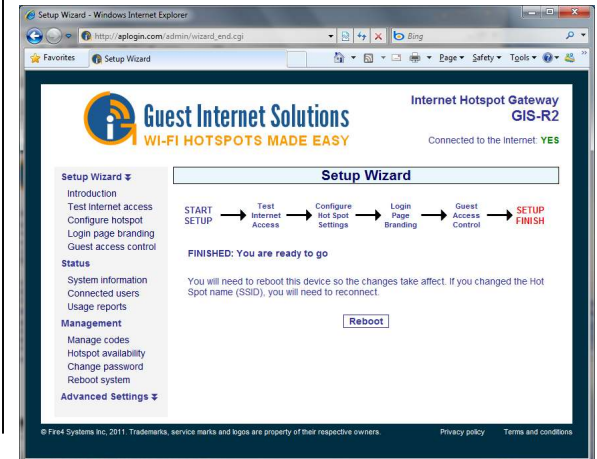 Setup Wizard - Windows Internet Explorer
http://aplogin.com/admin/wizard_end.cgi
Bing
Favorites
Setup Wizard
Page
Safety
Tools
Guest Internet Solutions
WI-FI HOTSPOTS MADE EASY
Internet Hotspot Gateway
GIS-R2
Connected to the Internet: YES
Setup Wizard
Introduction
Test Internet access
Configure hotspot
Login page branding
Guest access control
Status
System information
Connected users
Usage reports
Management
Manage codes
Hotspot availability
Change password
Reboot system
Advanced Settings
Setup Wizard
START
SETUP
Test
Internet
Access
Configure
Hot Spot
Settings
Login
Page
Branding
Guest
Access
Control
SETUP
FINISH
FINISHED: You are ready to go
You will need to reboot this device so the changes take affect. If you changed the Hot
Spot name (SSID), you will need to reconnect.
Reboot
© Fire4 Systems Inc, 2011. Trademarks, service marks and logos are property of their respective owners.
Privacy policy
Terms and conditions